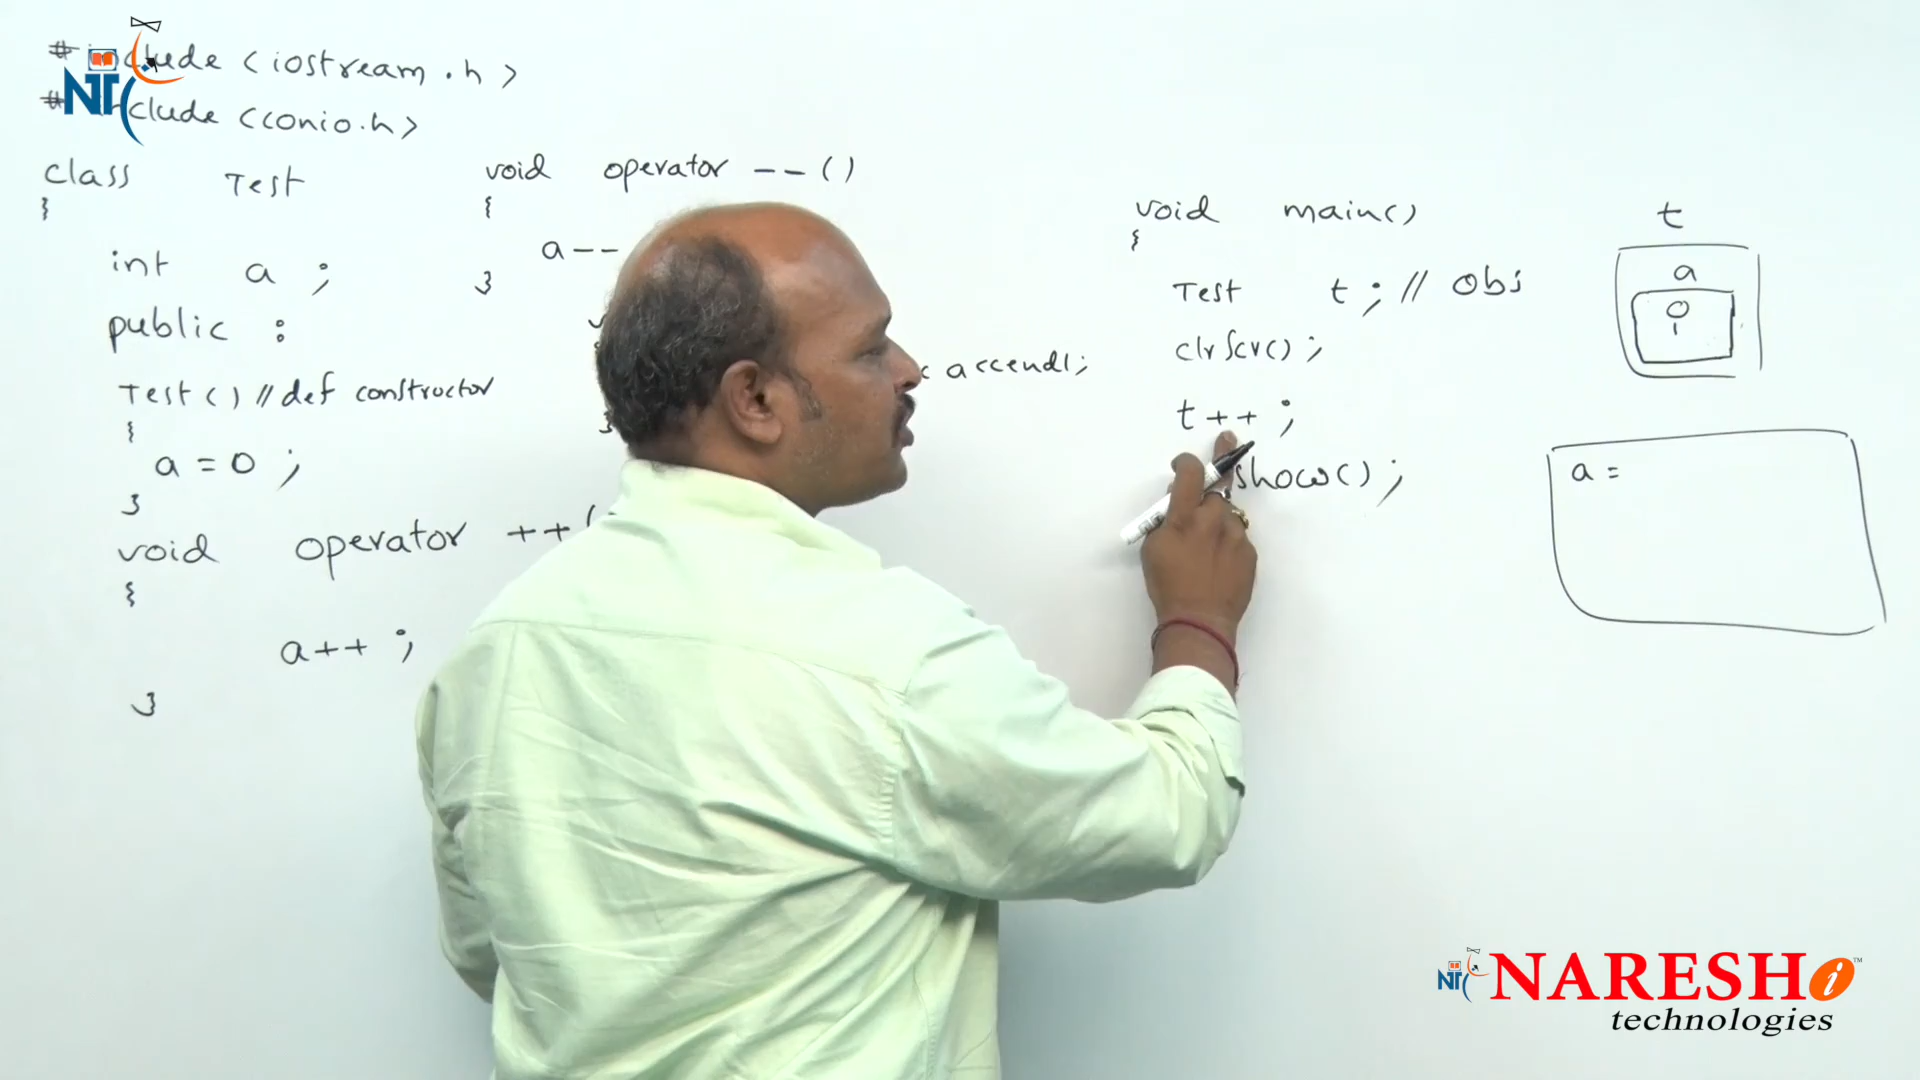 #include <iostream.h>
#include <conio.h>
class Test
{
int a ;
public :
Test() // def constructor
{
a = 0 ;
}
void operator ++(
{
a++ ;
}
void operator --()
{
a--
}
a<<endl;
void main()
{
Test t ; // obj
clrscr();
t++ ;
show() ;
t
a
0
1
a =
NARESH i ™
technologies